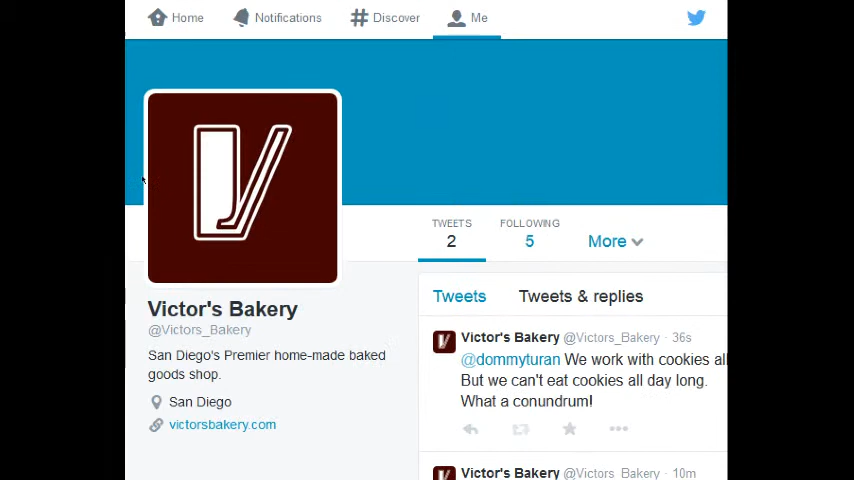 Home Notifications Discover Me
V
TWEETS FOLLOWING
2 5 More
Tweets Tweets & replies
Victor's Bakery
@Victors_Bakery
San Diego's Premier home-made baked
goods shop.
San Diego
victorsbakery.com
Victor's Bakery @Victors_Bakery · 36s
@dommyturan We work with cookies all
But we can't eat cookies all day long.
What a conundrum!
Victor's Bakery @Victors_Bakery · 10m